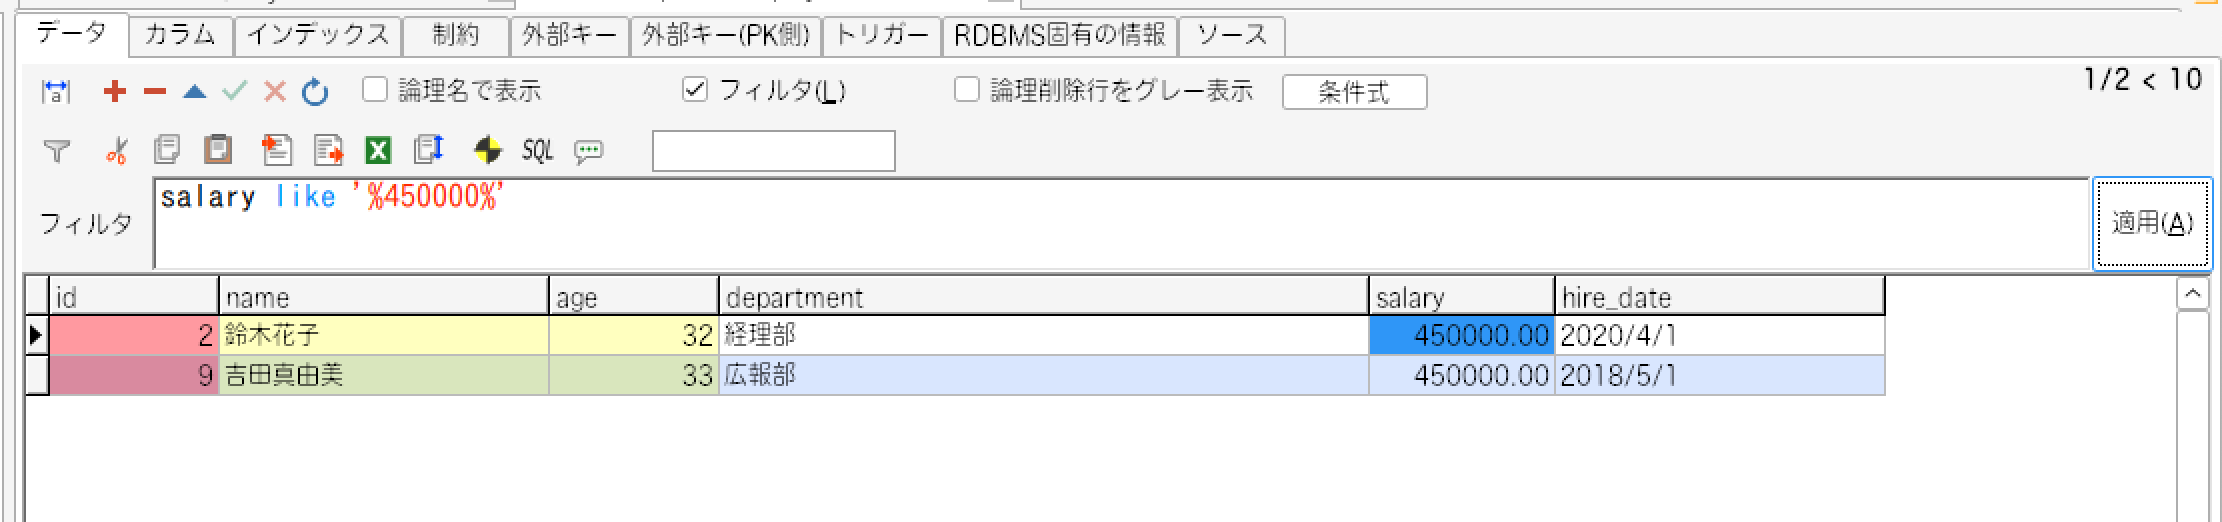 データ カラム インデックス 制約 外部キー 外部キー(PK側) トリガー RDBMS固有の情報 ソース
a 論理名で表示 フィルタ(L) 論理削除行をグレー表示 条件式 1/2 < 10
SQL
フィルタ salary like '%450000%' 適用(A)
id name age department salary hire_date
2 鈴木花子 32 経理部 450000.00 2020/4/1
9 吉田真由美 33 広報部 450000.00 2018/5/1